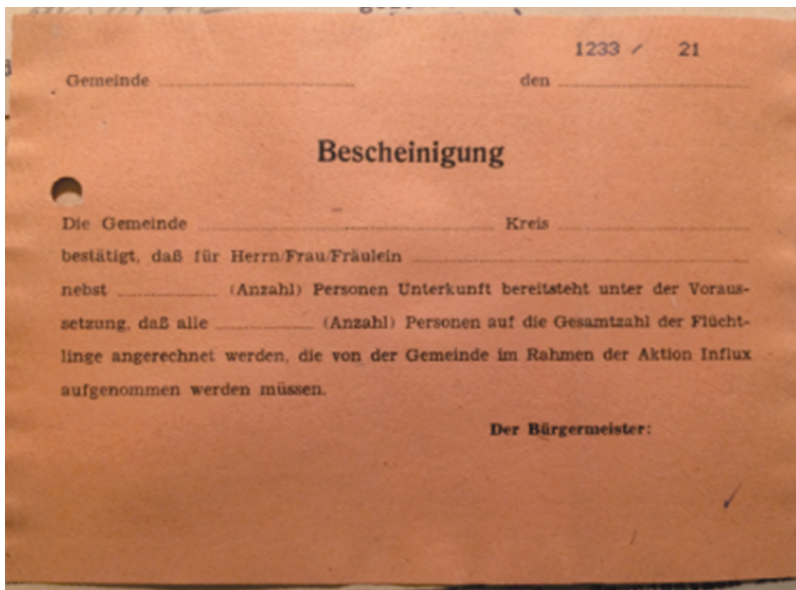 1233 / 21
Gemeinde ........................ den ........................
Bescheinigung
Die Gemeinde ........................ Kreis ........................
bestätigt, daß für Herrn/Frau/Fräulein ........................
nebst ............ (Anzahl) Personen Unterkunft bereitsteht unter der Voraus-
setzung, daß alle ............ (Anzahl) Personen auf die Gesamtzahl der Flücht-
linge angerechnet werden, die von der Gemeinde im Rahmen der Aktion Influx
aufgenommen werden müssen.
Der Bürgermeister: